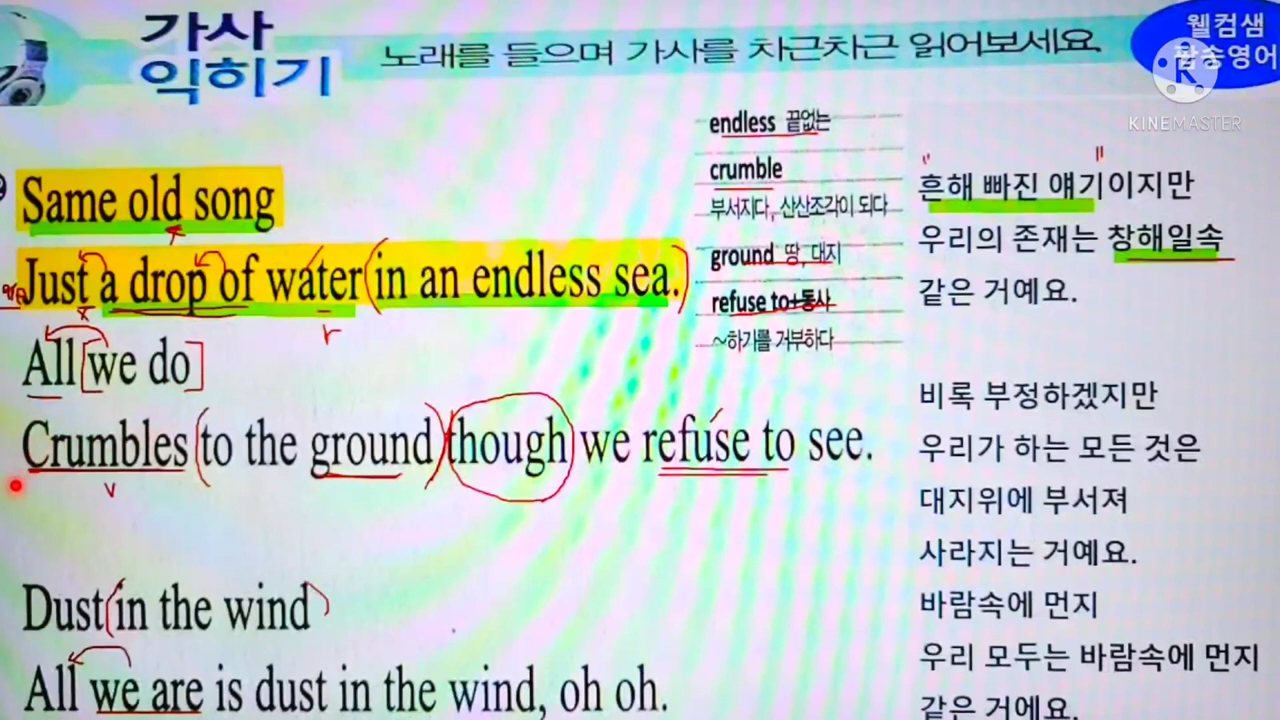 가사
익히기
노래를 들으며 가사를 차근차근 읽어보세요.
웰컴샘
팝송영어
KINEMASTER
Same old song
Just a drop of water in an endless sea.
All we do
Crumbles to the ground though we refuse to see.
Dust in the wind
All we are is dust in the wind, oh oh.
endless 끝없는
crumble
부서지다, 산산조각이 되다
ground 땅, 대지
refuse to+동사
~하기를 거부하다
흔해 빠진 얘기이지만
우리의 존재는 창해일속
같은 거예요.
비록 부정하겠지만
우리가 하는 모든 것은
대지위에 부서져
사라지는 거예요.
바람속에 먼지
우리 모두는 바람속에 먼지
같은 거에요.